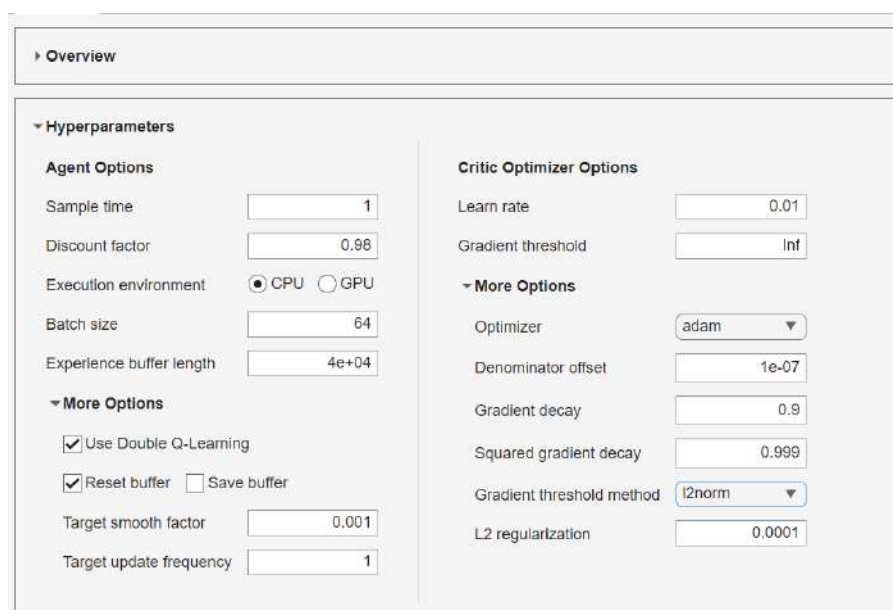 Overview
Hyperparameters
Agent Options
Sample time 1
Discount factor 0.98
Execution environment CPU GPU
Batch size 64
Experience buffer length 4e+04
More Options
Use Double Q-Learning
Reset buffer Save buffer
Target smooth factor 0.001
Target update frequency 1
Critic Optimizer Options
Learn rate 0.01
Gradient threshold Inf
More Options
Optimizer adam
Denominator offset 1e-07
Gradient decay 0.9
Squared gradient decay 0.999
Gradient threshold method l2norm
L2 regularization 0.0001